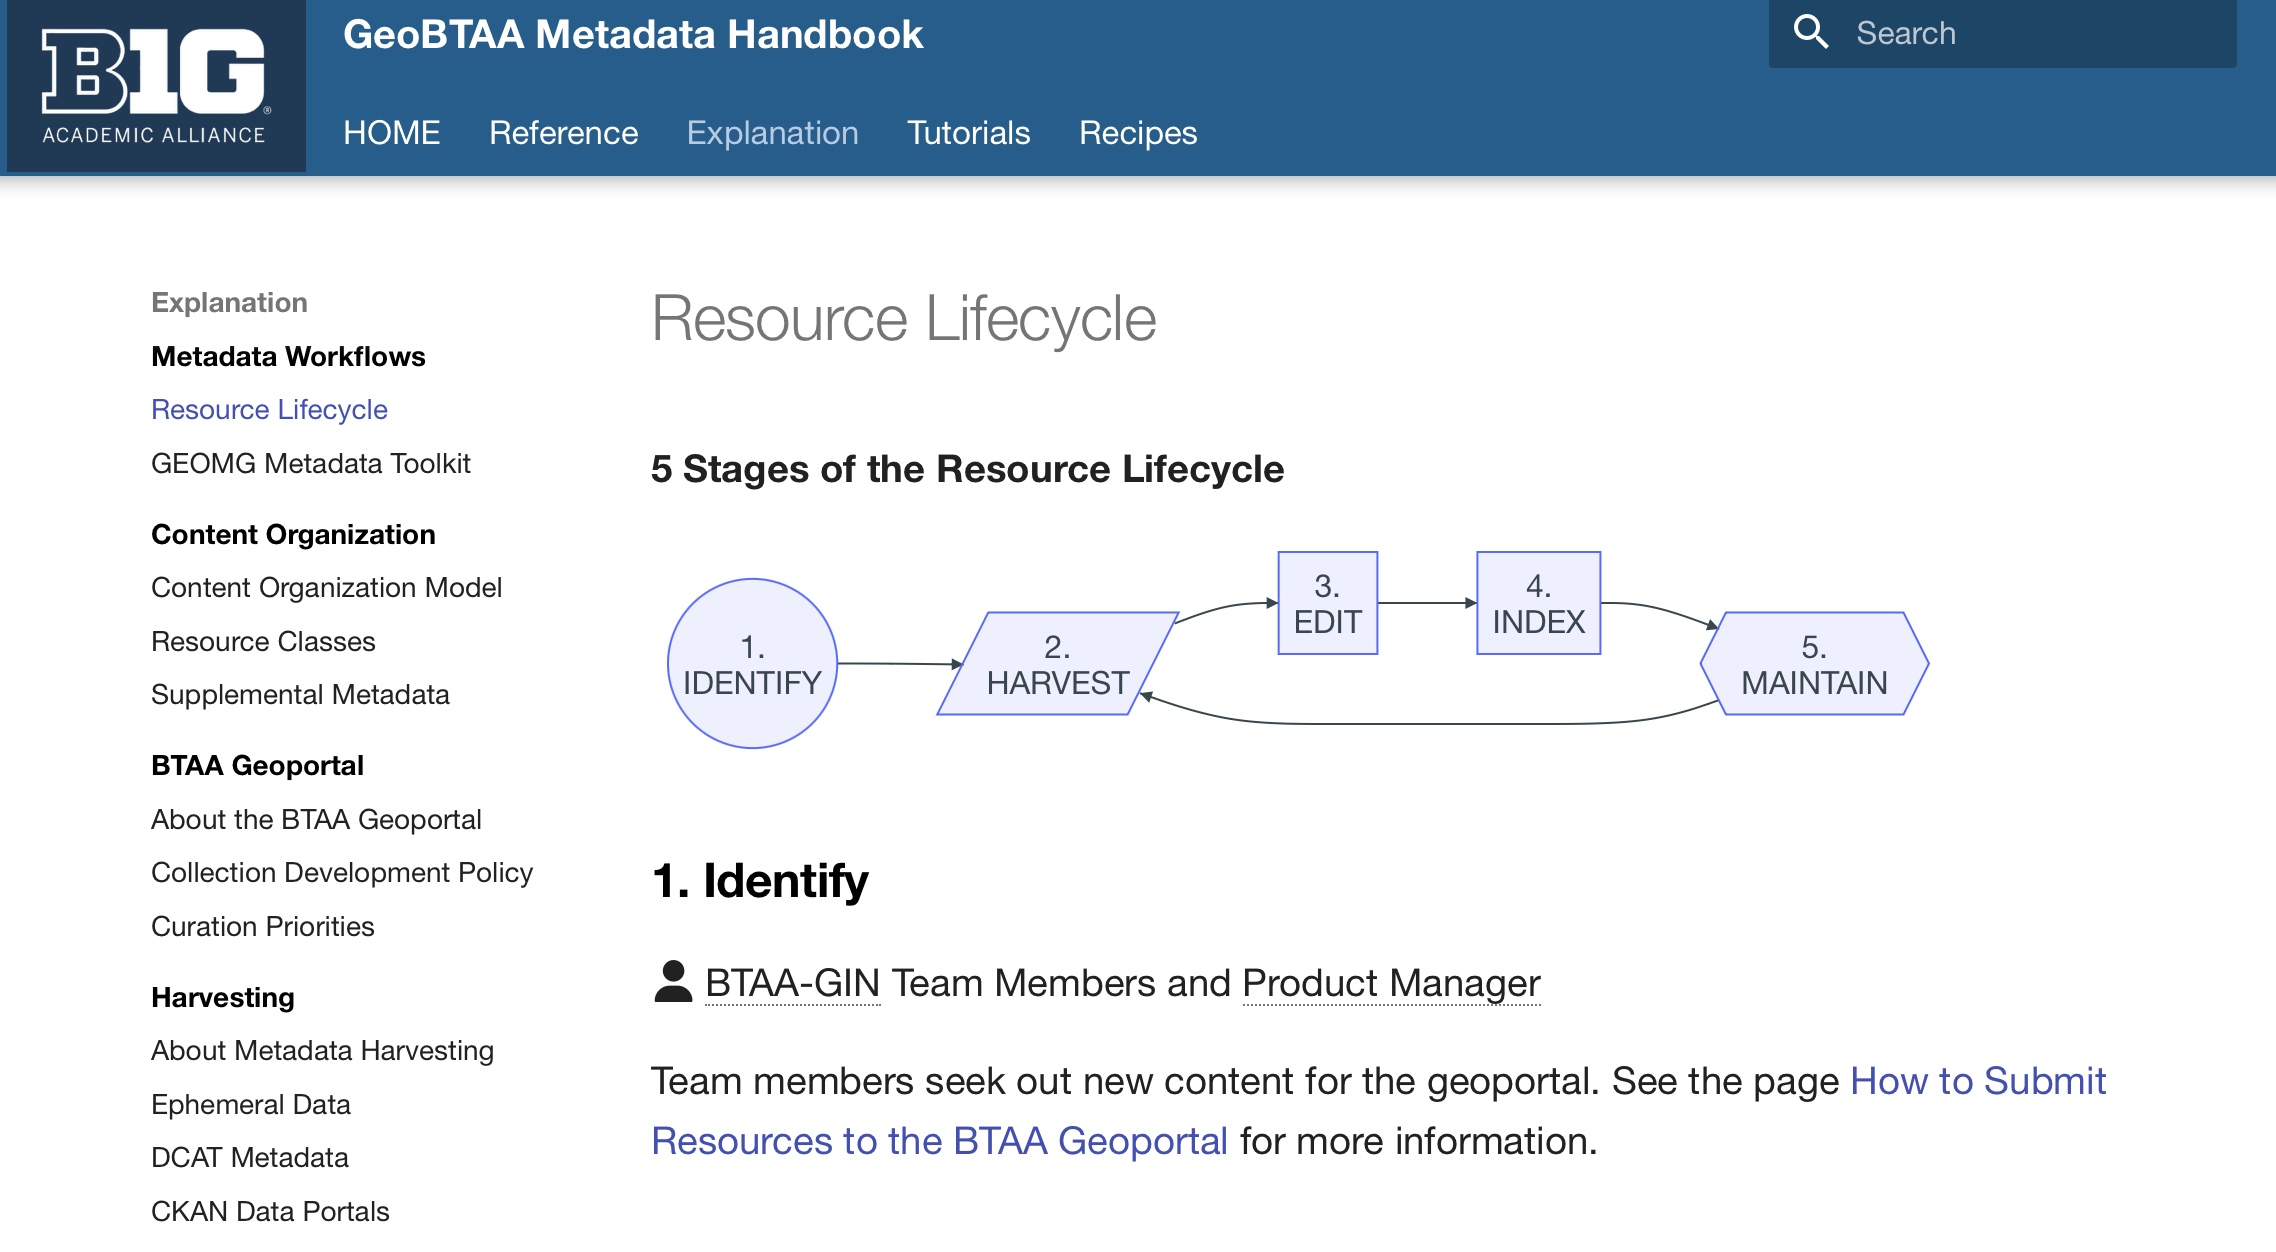 BIG®
ACADEMIC ALLIANCE
GeoBTAA Metadata Handbook
Search
HOME Reference Explanation Tutorials Recipes
Explanation
Metadata Workflows
Resource Lifecycle
GEOMG Metadata Toolkit
Content Organization
Content Organization Model
Resource Classes
Supplemental Metadata
BTAA Geoportal
About the BTAA Geoportal
Collection Development Policy
Curation Priorities
Harvesting
About Metadata Harvesting
Ephemeral Data
DCAT Metadata
CKAN Data Portals
Resource Lifecycle
5 Stages of the Resource Lifecycle
1.
IDENTIFY
2.
HARVEST
3.
EDIT
4.
INDEX
5.
MAINTAIN
1. Identify
BTAA-GIN Team Members and Product Manager
Team members seek out new content for the geoportal. See the page How to Submit
Resources to the BTAA Geoportal for more information.